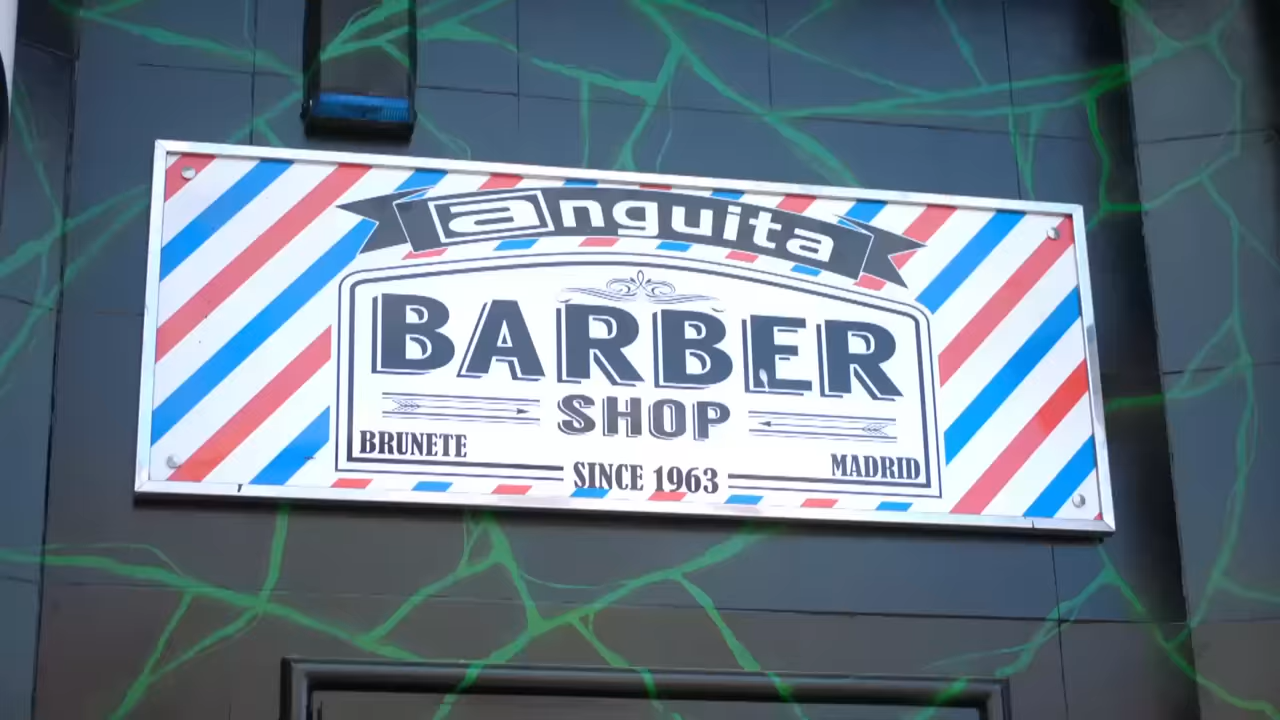 anguita
BARBER
SHOP
BRUNETE
MADRID
SINCE 1963